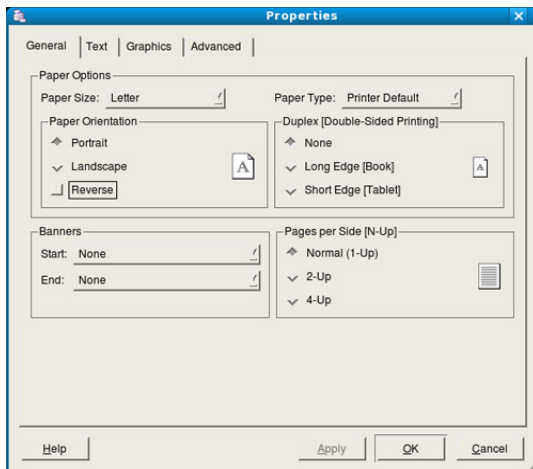 Properties
General Text Graphics Advanced
Paper Options
Paper Size: Letter
Paper Type: Printer Default
Paper Orientation
Portrait
Landscape
Reverse
A
Duplex [Double-Sided Printing]
None
Long Edge [Book]
Short Edge [Tablet]
A
Banners
Start: None
End: None
Pages per Side [N-Up]
Normal (1-Up)
2-Up
4-Up
Help Apply OK Cancel